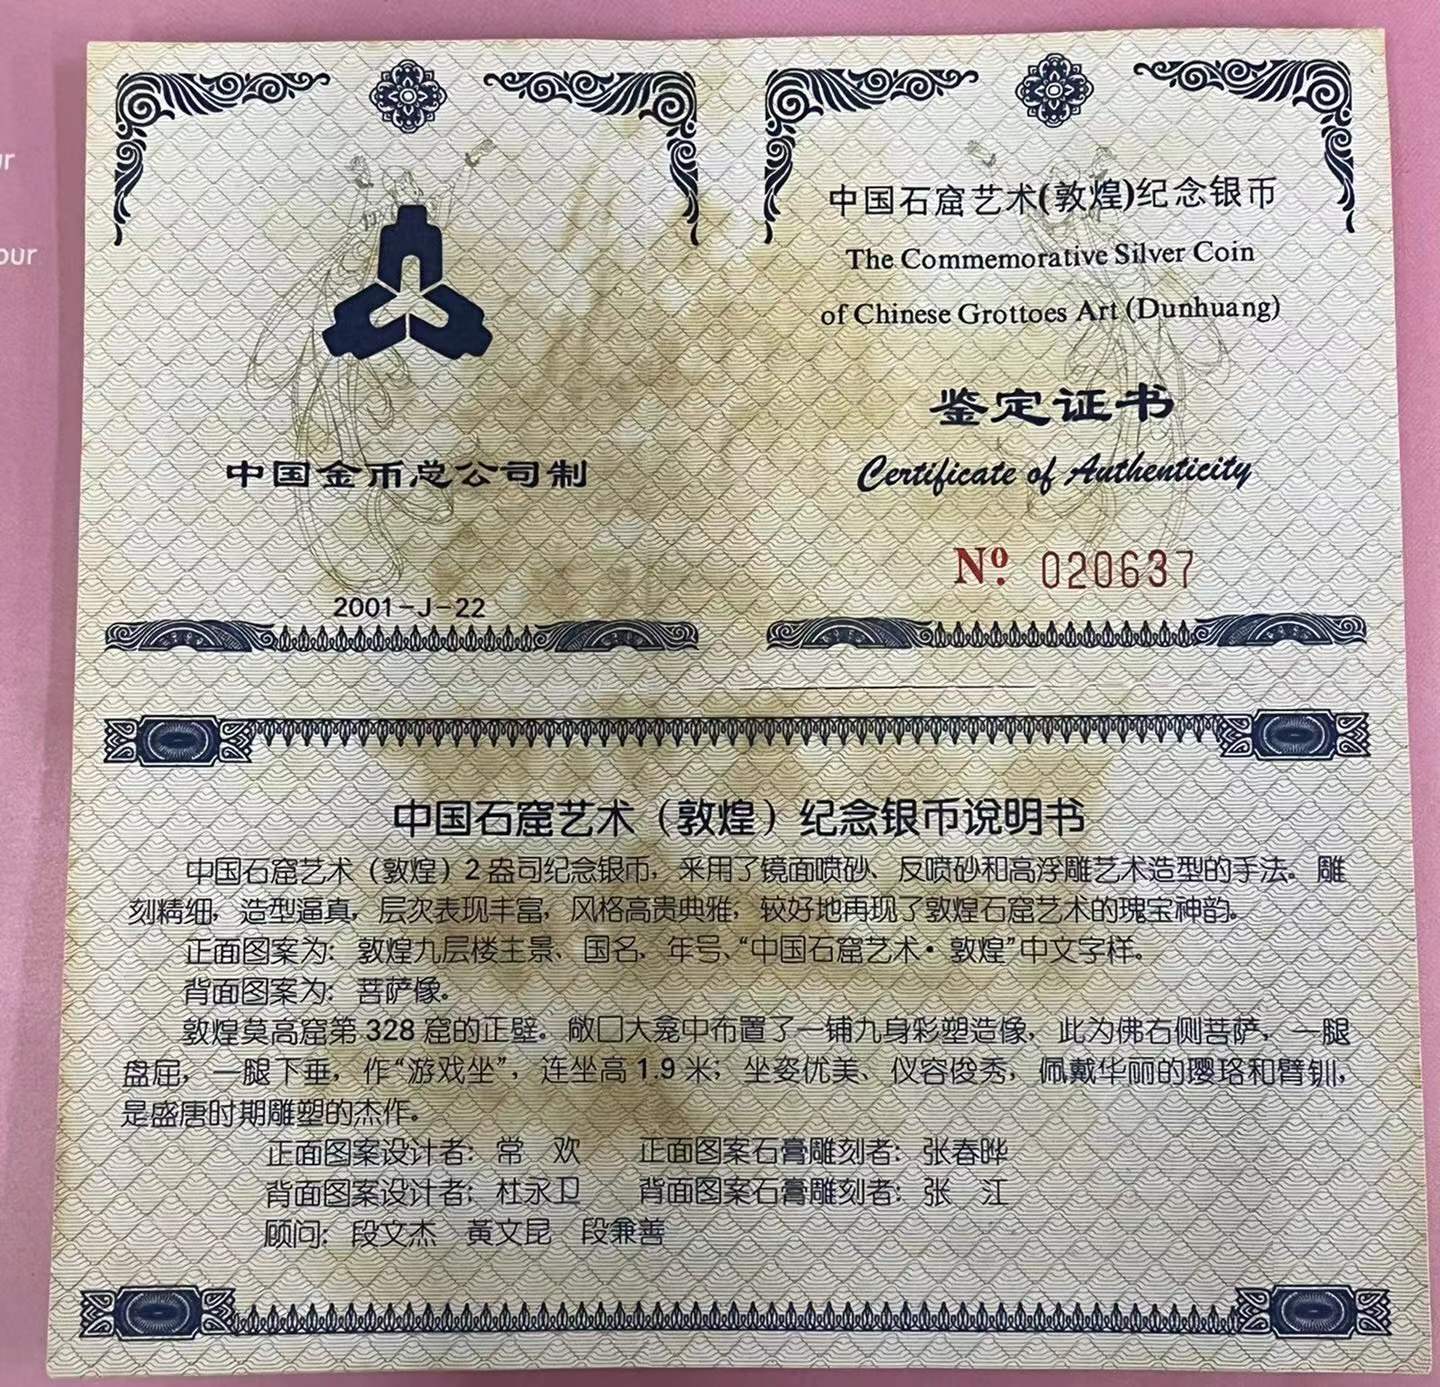 ur
our
中国石窟艺术(敦煌)纪念银币
The Commemorative Silver Coin
of Chinese Grottoes Art (Dunhuang)
鉴定证书
Certificate of Authenticity
Nº. 020637
中国金币总公司制
2001-J-22
中国石窟艺术（敦煌）纪念银币说明书
中国石窟艺术（敦煌）2盎司纪念银币，采用了镜面喷砂、反喷砂和高浮雕艺术造型的手法。雕
刻精细，造型逼真，层次表现丰富，风格高贵典雅，较好地再现了敦煌石窟艺术的瑰宝神韵。
正面图案为：敦煌九层楼主景、国名、年号、“中国石窟艺术·敦煌”中文字样。
背面图案为：菩萨像。
敦煌莫高窟第328窟的正壁。敞口大龛中布置了一铺九身彩塑造像，此为佛右侧菩萨，一腿
盘屈，一腿下垂，作“游戏坐”，连坐高1.9米；坐姿优美、仪容俊秀，佩戴华丽的璎珞和臂钏，
是盛唐时期雕塑的杰作。
正面图案设计者：常 欢 正面图案石膏雕刻者：张春晔
背面图案设计者：杜永卫 背面图案石膏雕刻者：张 江
顾问：段文杰 黃文昆 段兼善